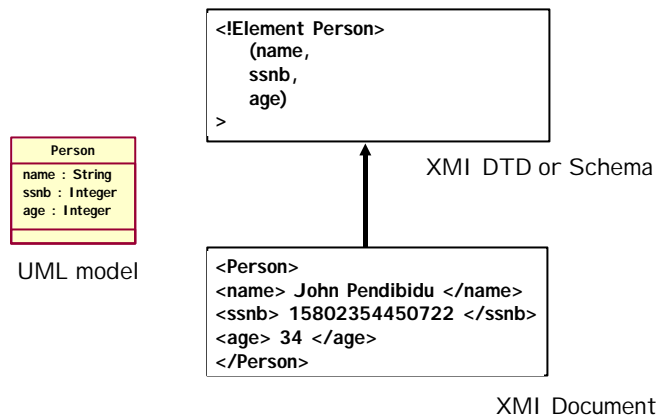 <!Element Person>
(name,
ssnb,
age)
>
XMI DTD or Schema
Person
name : String
ssnb : Integer
age : Integer
UML model
<Person>
<name> John Pendibidu </name>
<ssnb> 15802354450722 </ssnb>
<age> 34 </age>
</Person>
XMI Document